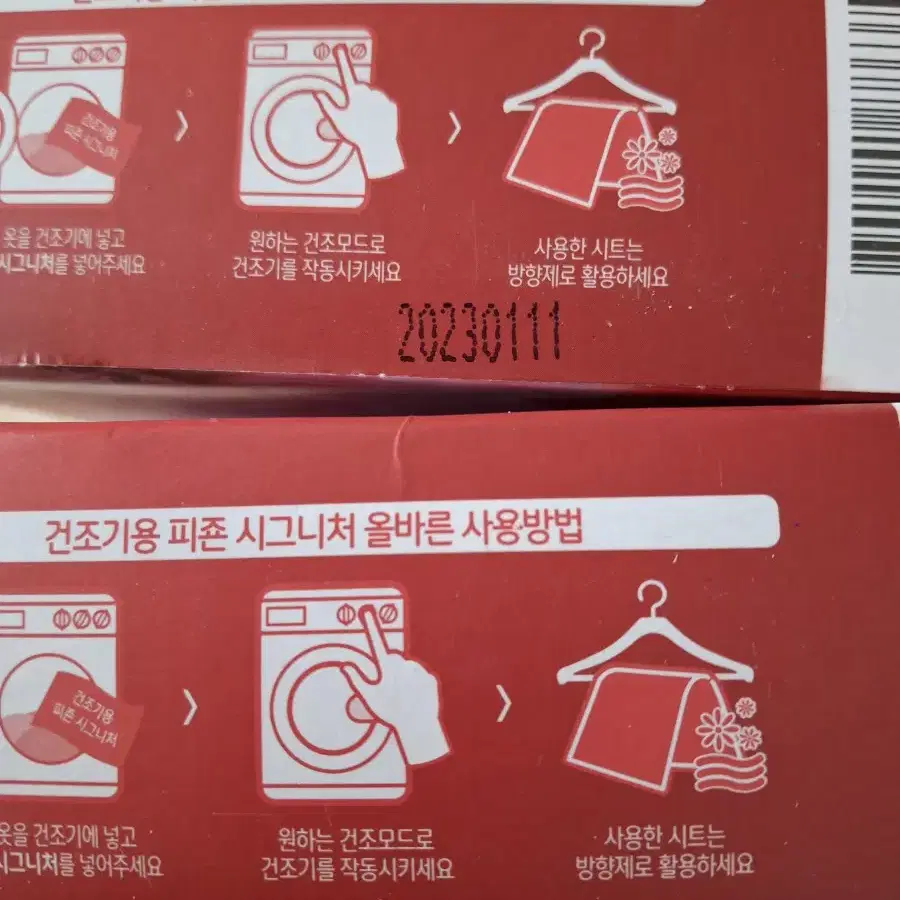 건조기용
피죤 시그니처
옷을 건조기에 넣고
시그니처를 넣어주세요
원하는 건조모드로
건조기를 작동시키세요
사용한 시트는
방향제로 활용하세요
20230111
건조기용 피죤 시그니처 올바른 사용방법
건조기용
피죤 시그니처
옷을 건조기에 넣고
시그니처를 넣어주세요
원하는 건조모드로
건조기를 작동시키세요
사용한 시트는
방향제로 활용하세요